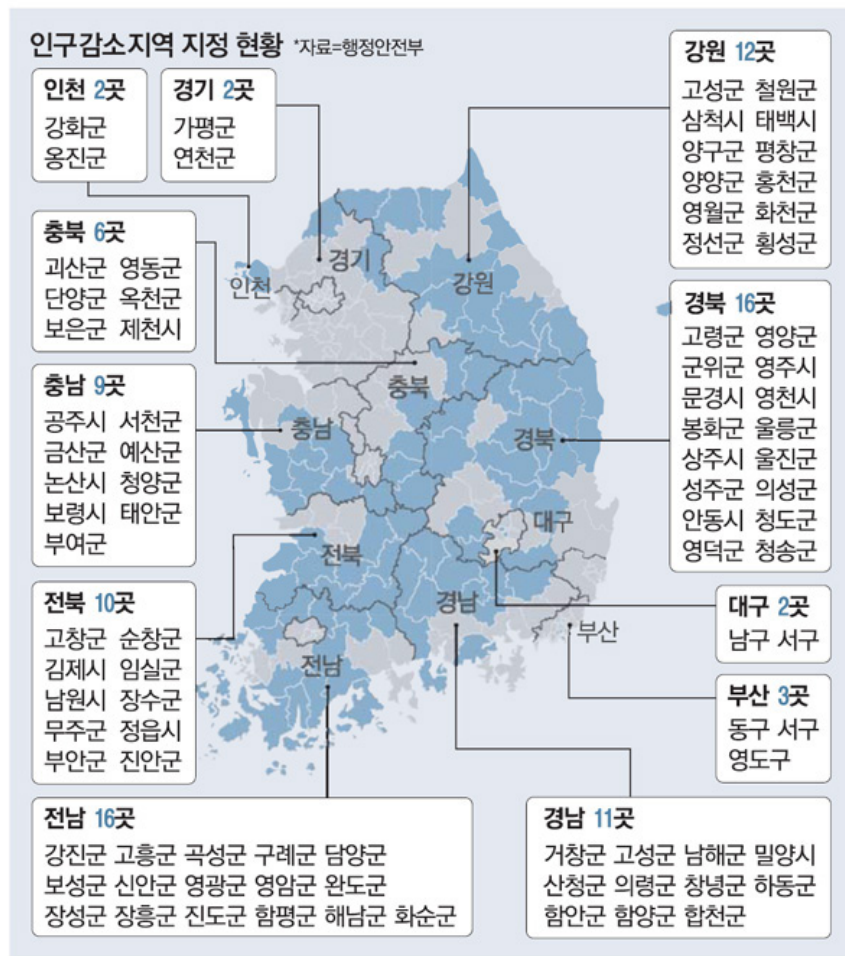 인구감소지역 지정 현황 *자료=행정안전부
인천 2곳
강화군
옹진군
경기 2곳
가평군
연천군
강원 12곳
고성군 철원군
삼척시 태백시
양구군 평창군
양양군 홍천군
영월군 화천군
정선군 횡성군
충북 6곳
괴산군 영동군
단양군 옥천군
보은군 제천시
경북 16곳
고령군 영양군
군위군 영주시
문경시 영천시
봉화군 울릉군
상주시 울진군
성주군 의성군
안동시 청도군
영덕군 청송군
충남 9곳
공주시 서천군
금산군 예산군
논산시 청양군
보령시 태안군
부여군
전북 10곳
고창군 순창군
김제시 임실군
남원시 장수군
무주군 정읍시
부안군 진안군
대구 2곳
남구 서구
부산 3곳
동구 서구
영도구
전남 16곳
강진군 고흥군 곡성군 구례군 담양군
보성군 신안군 영광군 영암군 완도군
장성군 장흥군 진도군 함평군 해남군 화순군
경남 11곳
거창군 고성군 남해군 밀양시
산청군 의령군 창녕군 하동군
함안군 함양군 합천군
경기
인천
강원
충북
충남
경북
대구
전북
경남
부산
전남